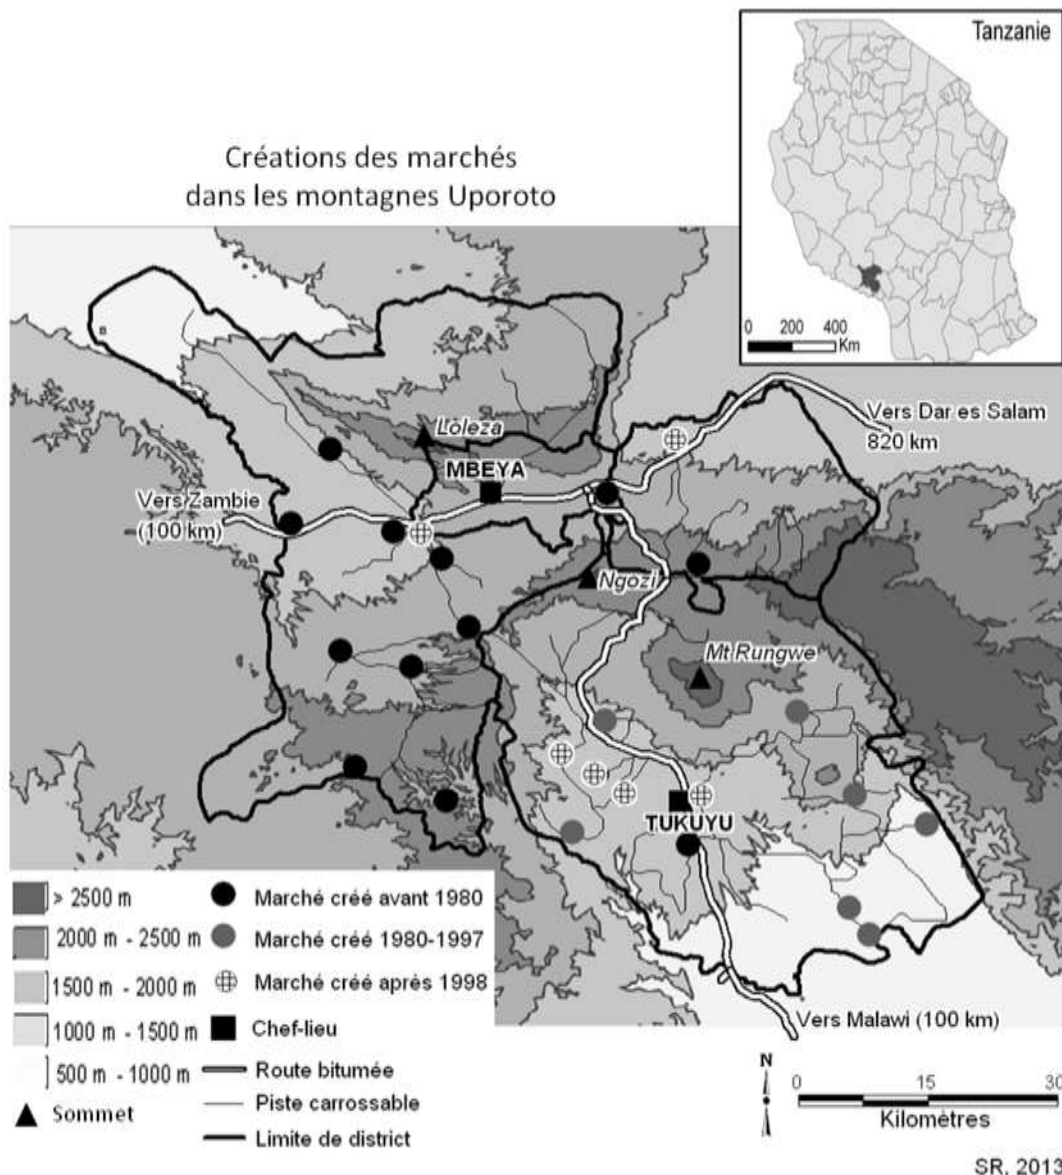 Tanzanie
0 200 400
Km
Créations des marchés
dans les montagnes Uporoto
Vers Dar es Salam
820 km
Loleza
MBEYA
Vers Zambie
(100 km)
Ngozi
Mt Rungwe
TUKUYU
Vers Malawi (100 km)
> 2500 m
2000 m - 2500 m
1500 m - 2000 m
1000 m - 1500 m
500 m - 1000 m
Sommet
Marché créé avant 1980
Marché créé 1980-1997
Marché créé après 1998
Chef-lieu
Route bitumée
Piste carrossable
Limite de district
N
0 15 30
Kilomètres
SR, 2013